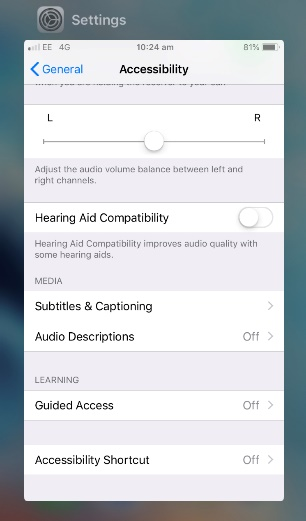 Settings
EE 4G 10:24 am 81%
General Accessibility
when you are holding the receiver to your ear.
L R
Adjust the audio volume balance between left and
right channels.
Hearing Aid Compatibility
Hearing Aid Compatibility improves audio quality with
some hearing aids.
MEDIA
Subtitles & Captioning
Audio Descriptions Off
LEARNING
Guided Access Off
Accessibility Shortcut Off